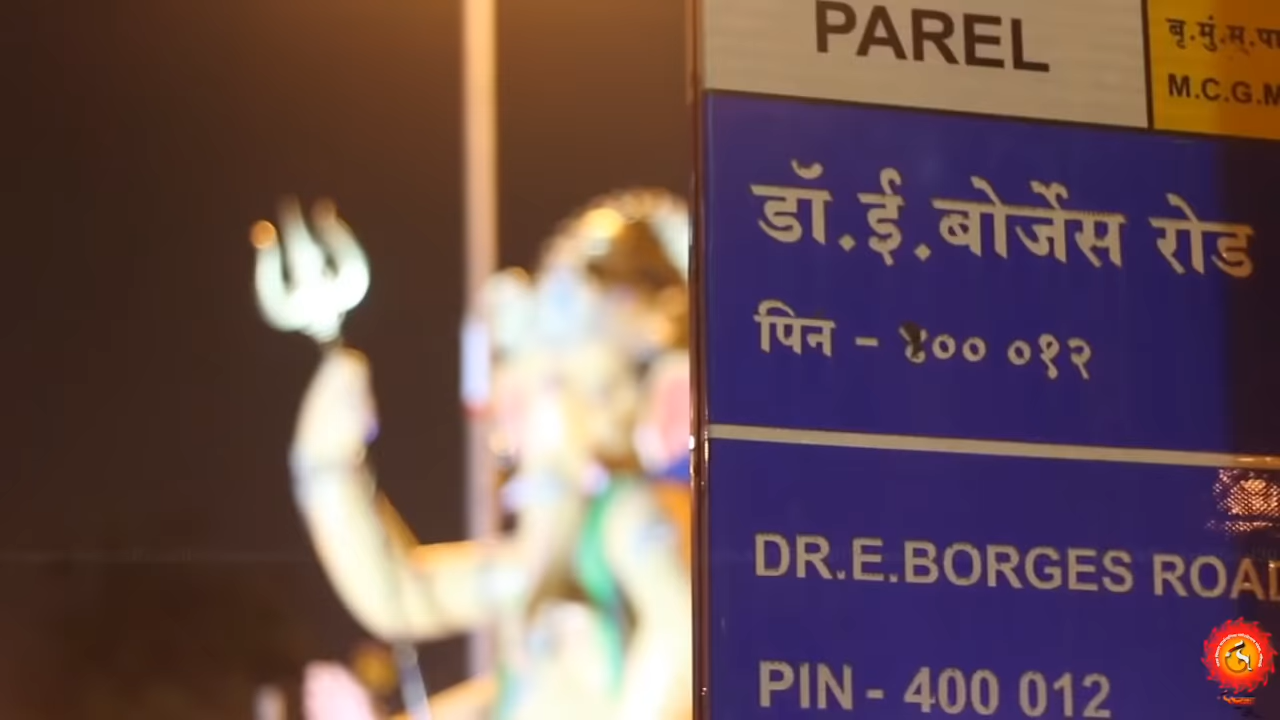 PAREL
बृ.मुं.म.पा
M.C.G.M
डॉ.ई.बोर्जेस रोड
पिन - ४०० ०१२
DR.E.BORGES ROAD
PIN - 400 012